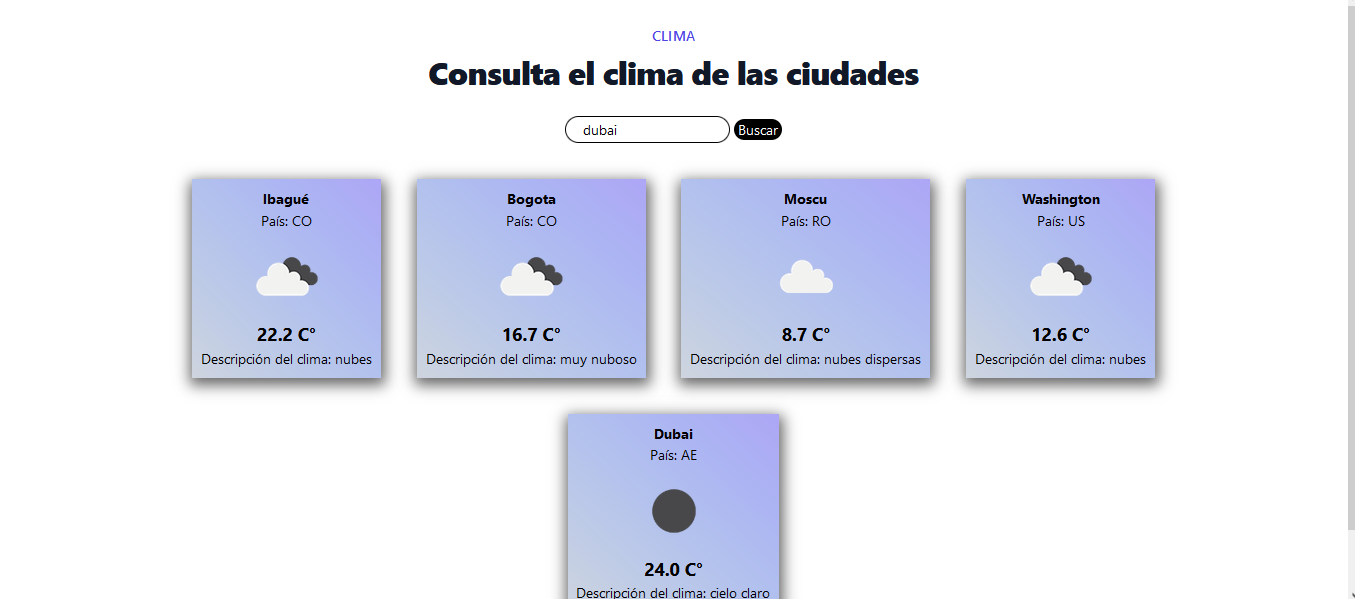 CLIMA
Consulta el clima de las ciudades
dubai Buscar
Ibagué
País: CO
22.2 C°
Descripción del clima: nubes
Bogota
País: CO
16.7 C°
Descripción del clima: muy nuboso
Moscu
País: RO
8.7 C°
Descripción del clima: nubes dispersas
Washington
País: US
12.6 C°
Descripción del clima: nubes
Dubai
País: AE
24.0 C°
Descripción del clima: cielo claro